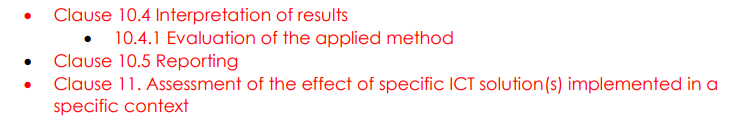 • Clause 10.4 Interpretation of results
• 10.4.1 Evaluation of the applied method
• Clause 10.5 Reporting
• Clause 11. Assessment of the effect of specific ICT solution(s) implemented in a
specific context